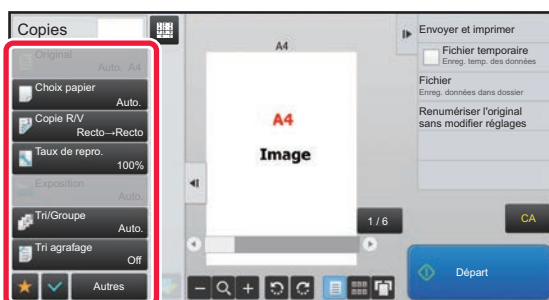 Copies
Original
Auto. A4
Choix papier
Auto.
Copie R/V
Recto→Recto
Taux de repro.
100%
Exposition
Auto.
Tri/Groupe
Auto.
Tri agrafage
Off
Autres
A4
A4
Image
1 / 6
Envoyer et imprimer
Fichier temporaire
Enreg. temp. des données
Fichier
Enreg. données dans dossier
Renumériser l'original
sans modifier réglages
CA
Départ